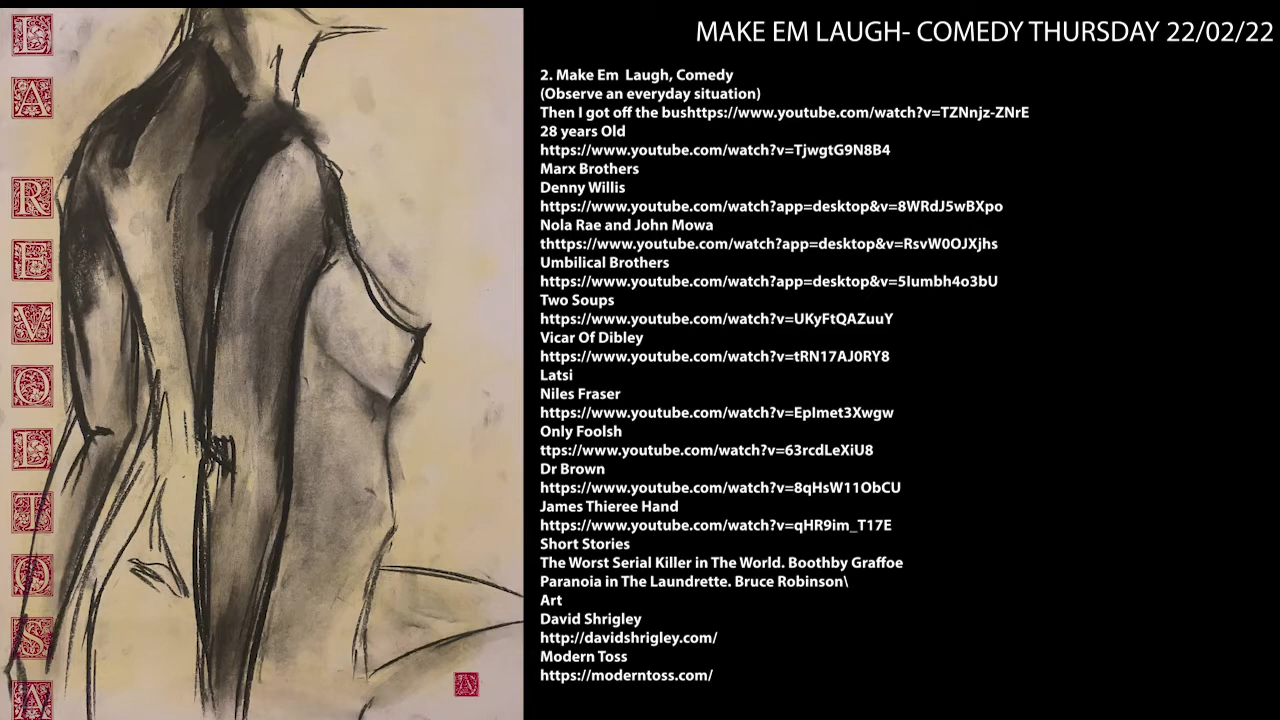 LA REVOLTOSA
A
MAKE EM LAUGH- COMEDY THURSDAY 22/02/22
2. Make Em  Laugh, Comedy
(Observe an everyday situation)
Then I got off the bushttps://www.youtube.com/watch?v=TZNnjz-ZNrE
28 years Old
https://www.youtube.com/watch?v=TjwgtG9N8B4
Marx Brothers
Denny Willis
https://www.youtube.com/watch?app=desktop&v=8WRdJ5wBXpo
Nola Rae and John Mowa
thttps://www.youtube.com/watch?app=desktop&v=RsvW0OJXjhs
Umbilical Brothers
https://www.youtube.com/watch?app=desktop&v=5Iumbh4o3bU
Two Soups
https://www.youtube.com/watch?v=UKyFtQAZuuY
Vicar Of Dibley
https://www.youtube.com/watch?v=tRN17AJ0RY8
Latsi
Niles Fraser
https://www.youtube.com/watch?v=EpImet3Xwgw
Only Foolsh
ttps://www.youtube.com/watch?v=63rcdLeXiU8
Dr Brown
https://www.youtube.com/watch?v=8qHsW11ObCU
James Thieree Hand
https://www.youtube.com/watch?v=qHR9im_T17E
Short Stories
The Worst Serial Killer in The World. Boothby Graffoe
Paranoia in The Laundrette. Bruce Robinson\
Art
David Shrigley
http://davidshrigley.com/
Modern Toss
https://moderntoss.com/